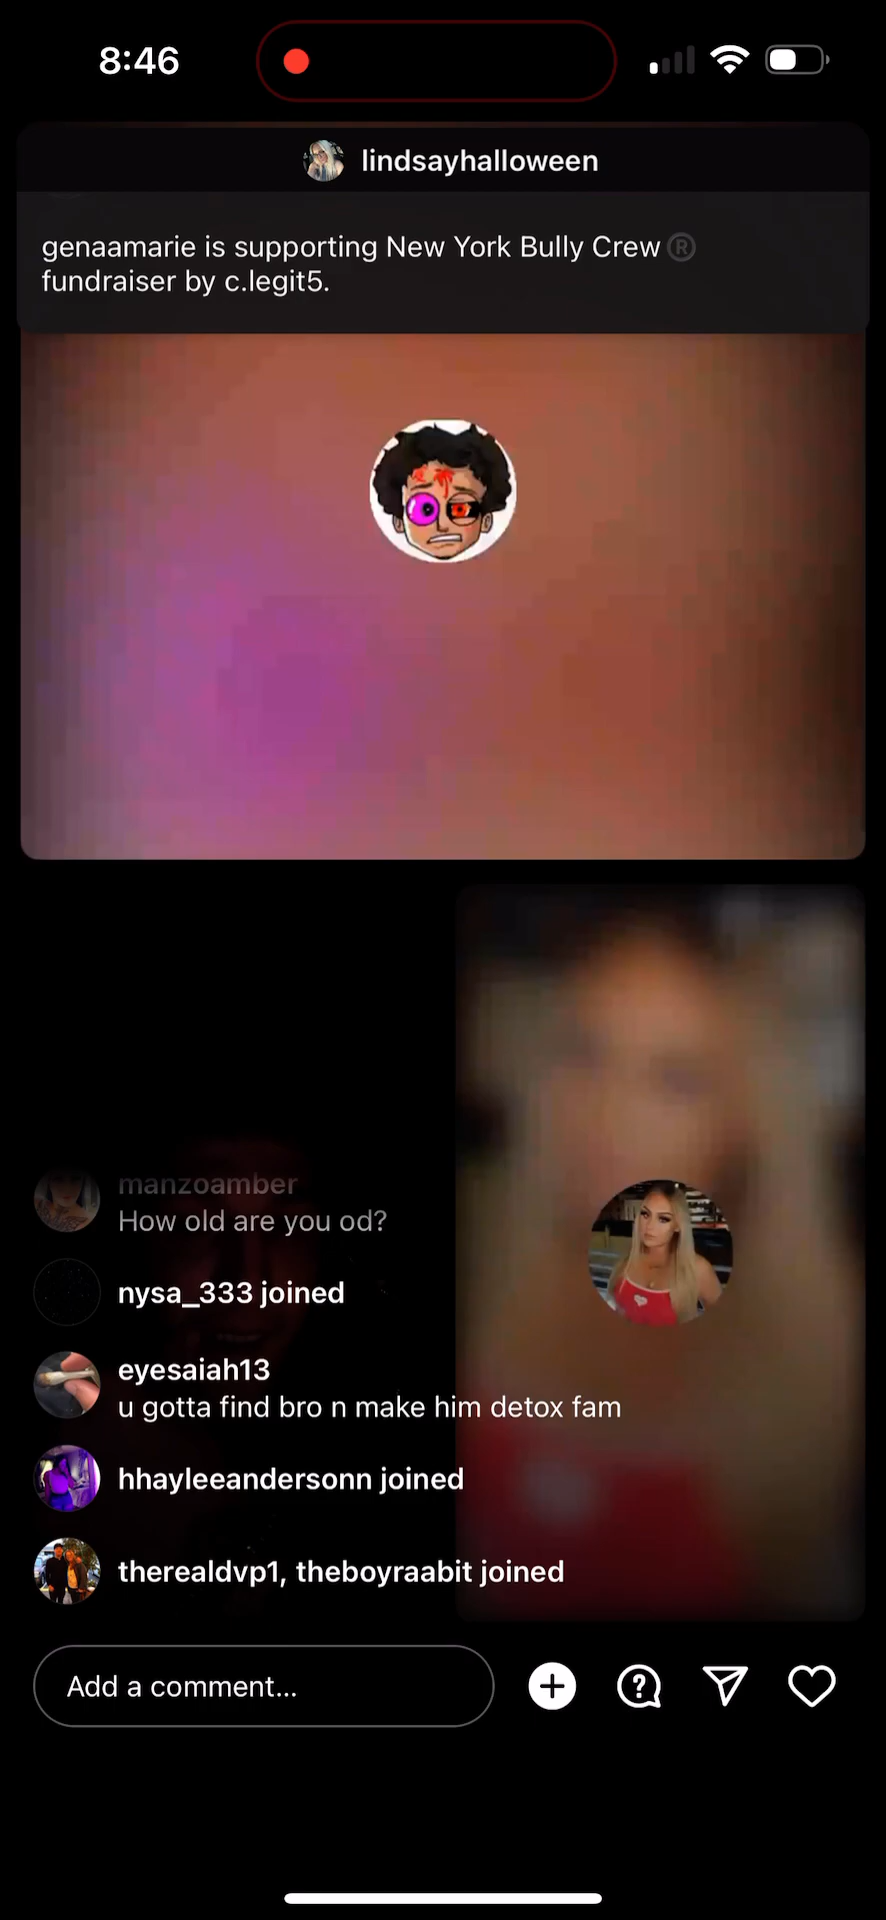 8:46
lindsayhalloween
genaamarie is supporting New York Bully Crew ®
fundraiser by c.legit5.
manzoamber
How old are you od?
nysa_333 joined
eyesaiah13
u gotta find bro n make him detox fam
hhayleeandersonn joined
therealdvp1, theboyraabit joined
Add a comment...